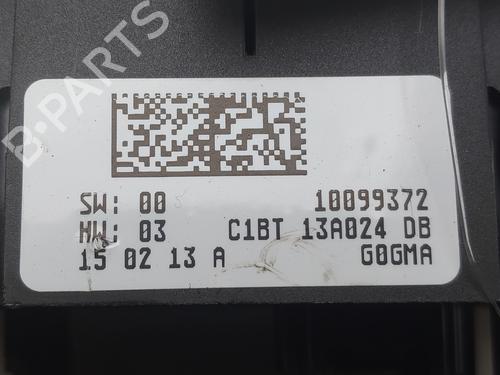 B-PARTS
SW: 00 10099372
HW: 03 C1BT 13A024 DB
15 02 13 A G0GMA